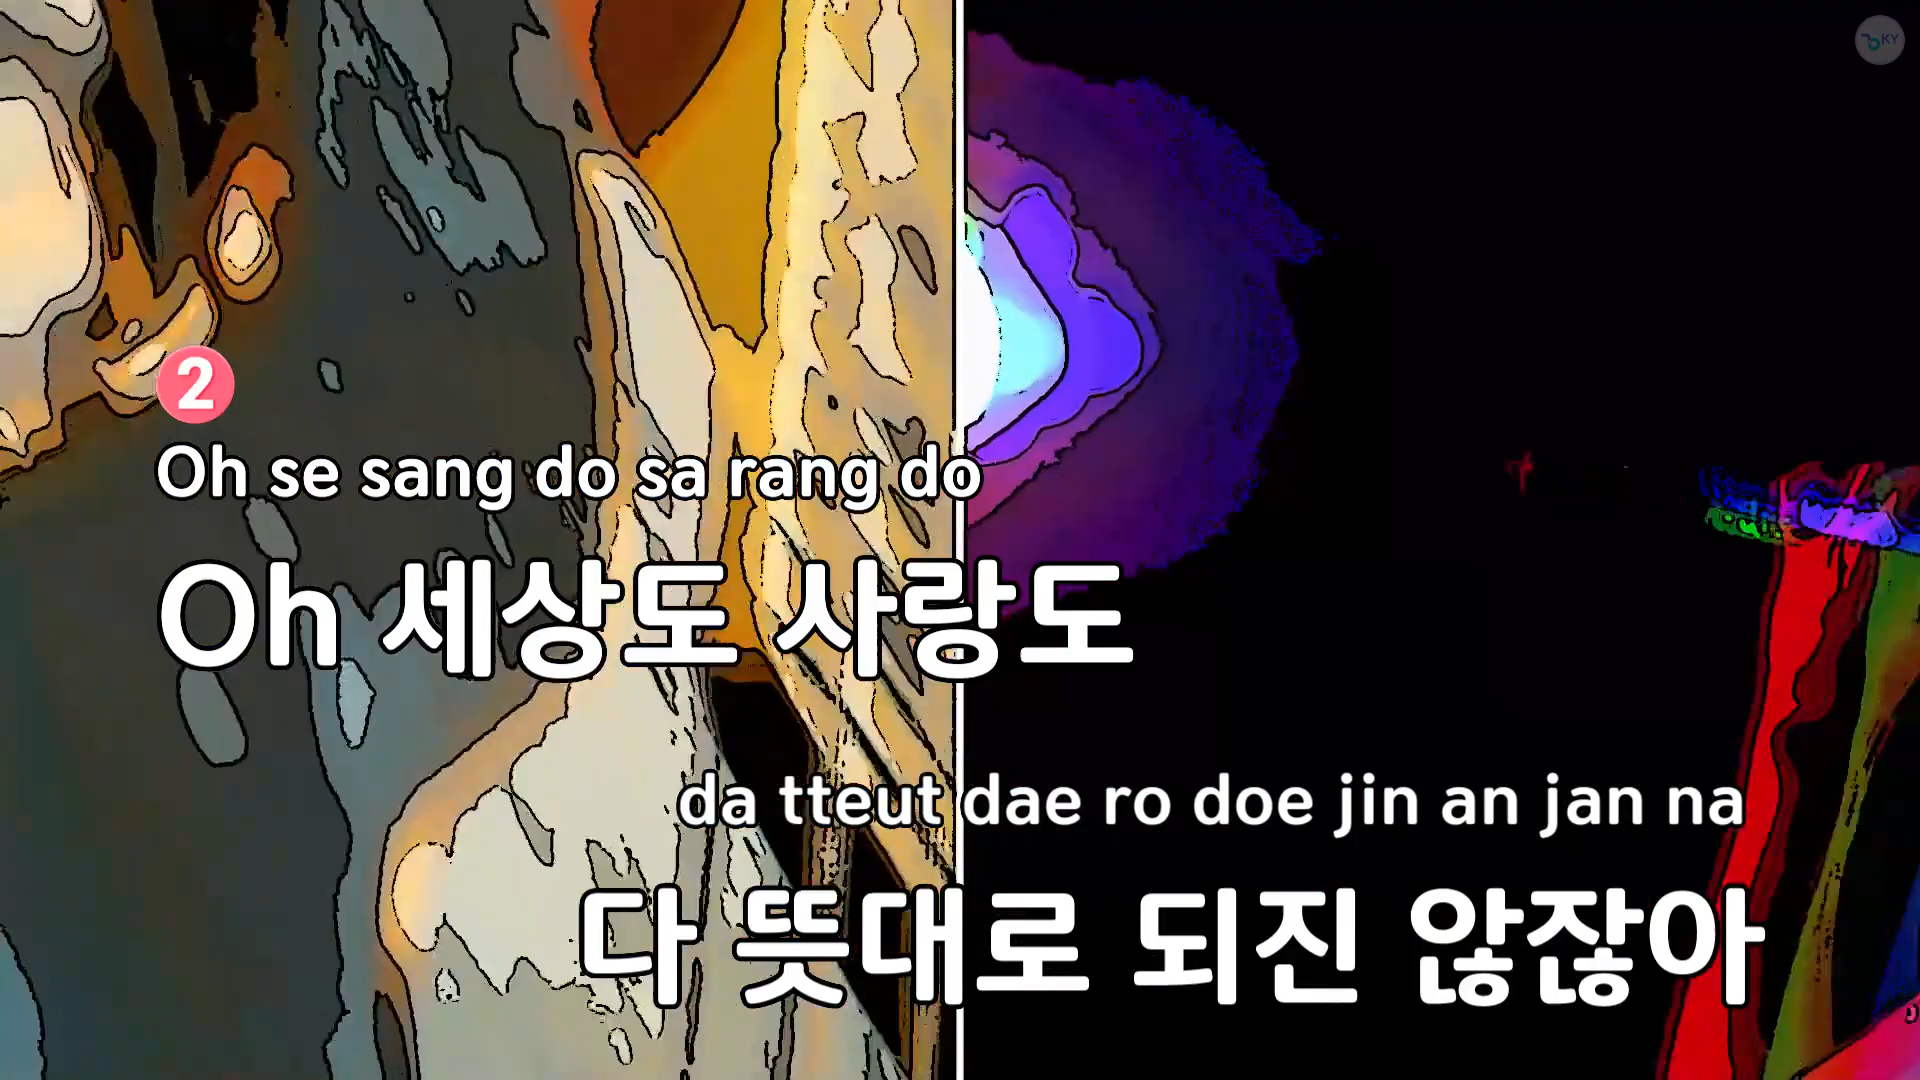 KY
2
Oh se sang do sa rang do
Oh 세상도 사랑도
da tteut dae ro doe jin an jan na
다 뜻대로 되진 않잖아